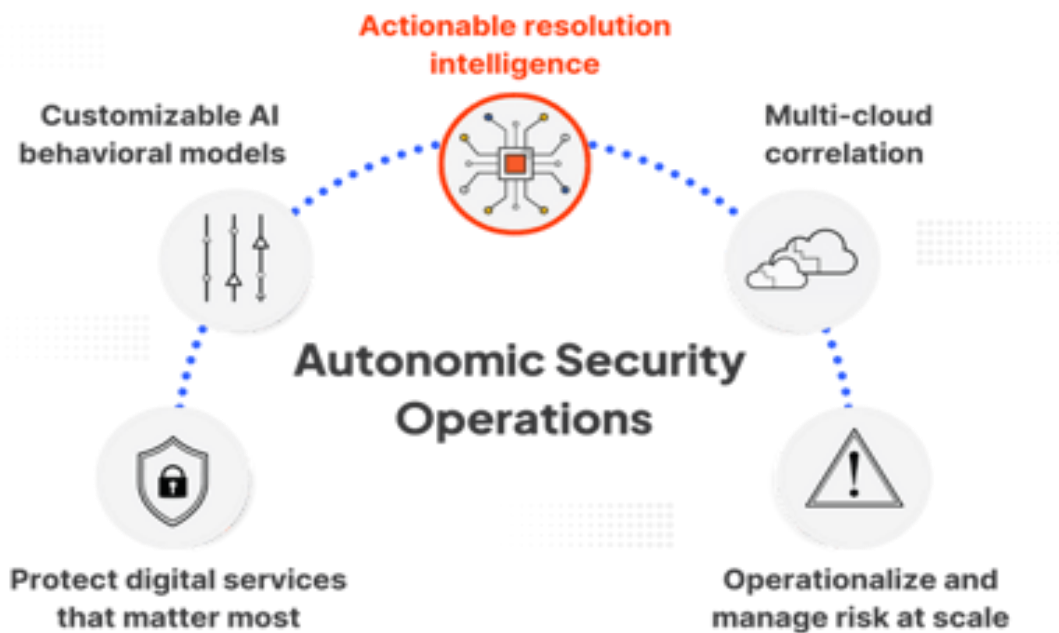 Actionable resolution
intelligence
Customizable AI
behavioral models
Multi-cloud
correlation
Autonomic Security
Operations
Protect digital services
that matter most
Operationalize and
manage risk at scale